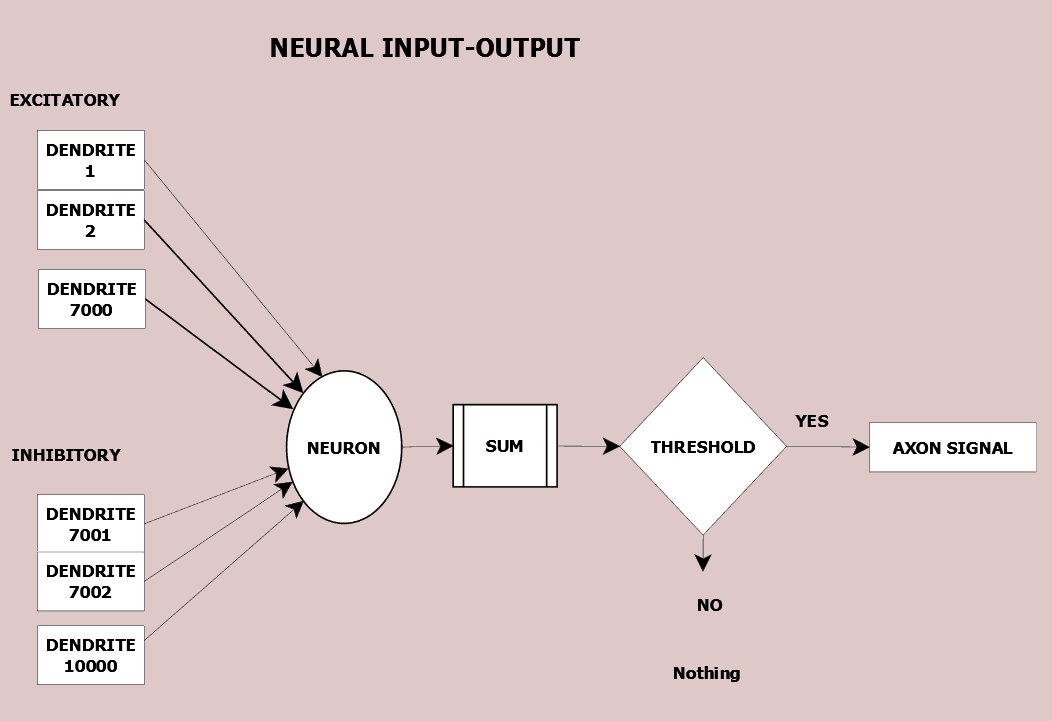 NEURAL INPUT-OUTPUT
EXCITATORY
DENDRITE
1
DENDRITE
2
DENDRITE
7000
INHIBITORY
DENDRITE
7001
DENDRITE
7002
DENDRITE
10000
NEURON
SUM
THRESHOLD
YES
AXON SIGNAL
NO
Nothing